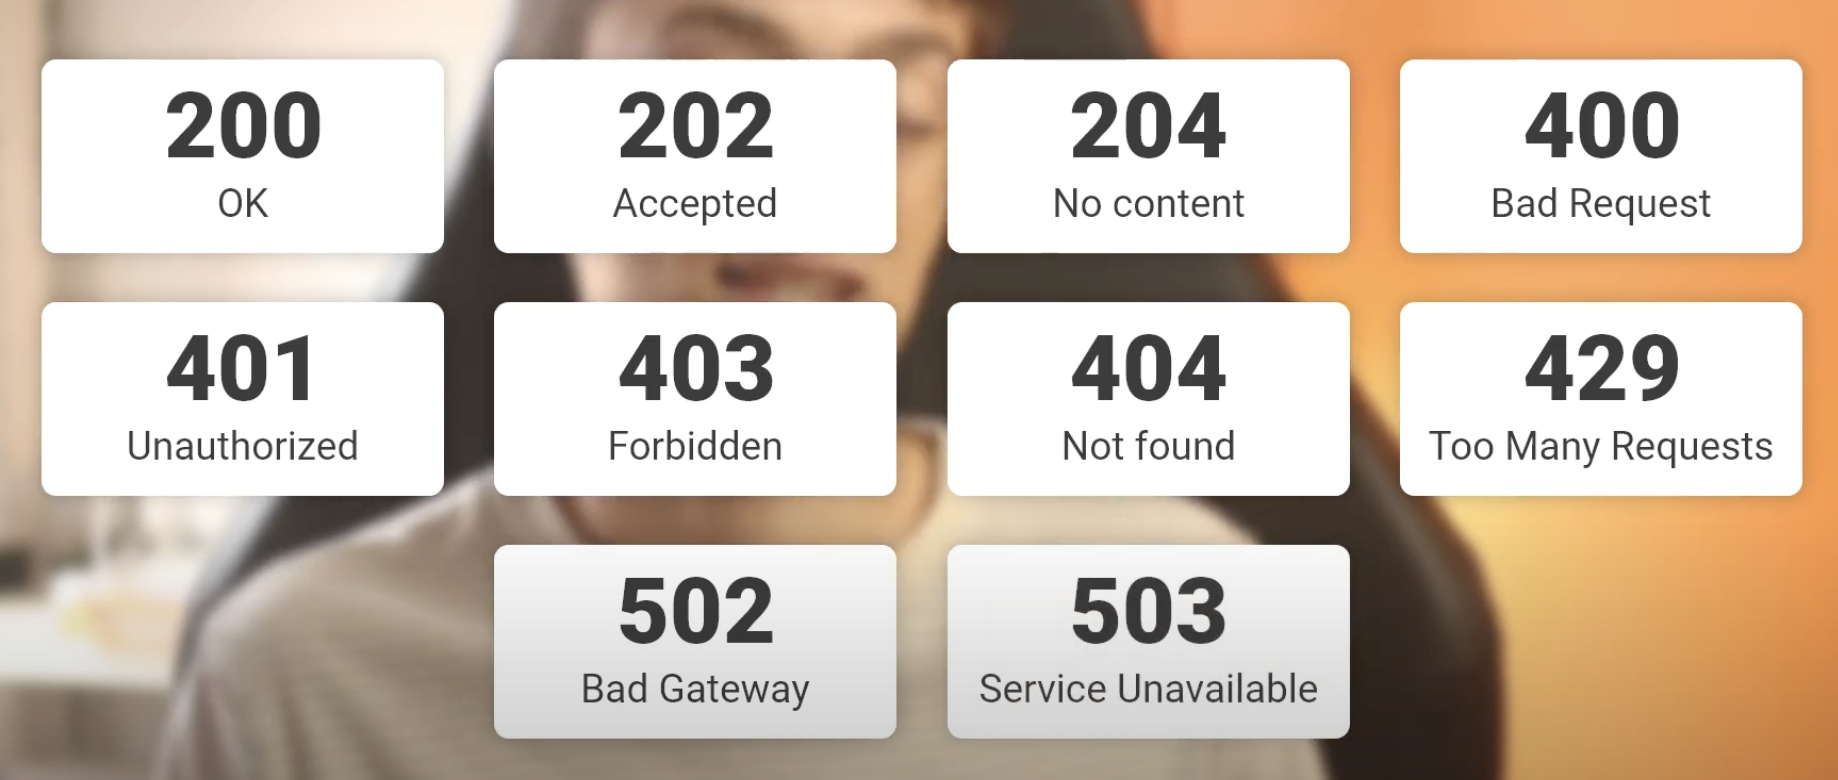 200
OK
202
Accepted
204
No content
400
Bad Request
401
Unauthorized
403
Forbidden
404
Not found
429
Too Many Requests
502
Bad Gateway
503
Service Unavailable